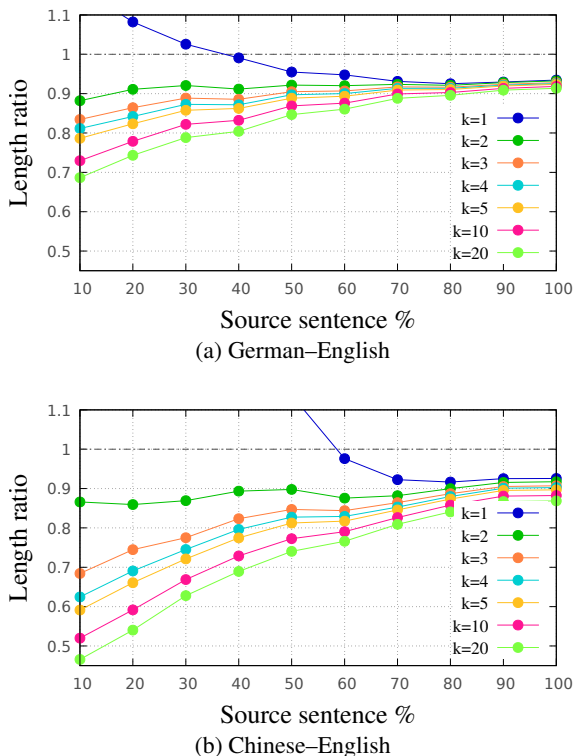 1.1
1
0.9
0.8
0.7
0.6
0.5
Length ratio
k=1
k=2
k=3
k=4
k=5
k=10
k=20
10 20 30 40 50 60 70 80 90 100
Source sentence %
(a) German–English
1.1
1
0.9
0.8
0.7
0.6
0.5
Length ratio
k=1
k=2
k=3
k=4
k=5
k=10
k=20
10 20 30 40 50 60 70 80 90 100
Source sentence %
(b) Chinese–English